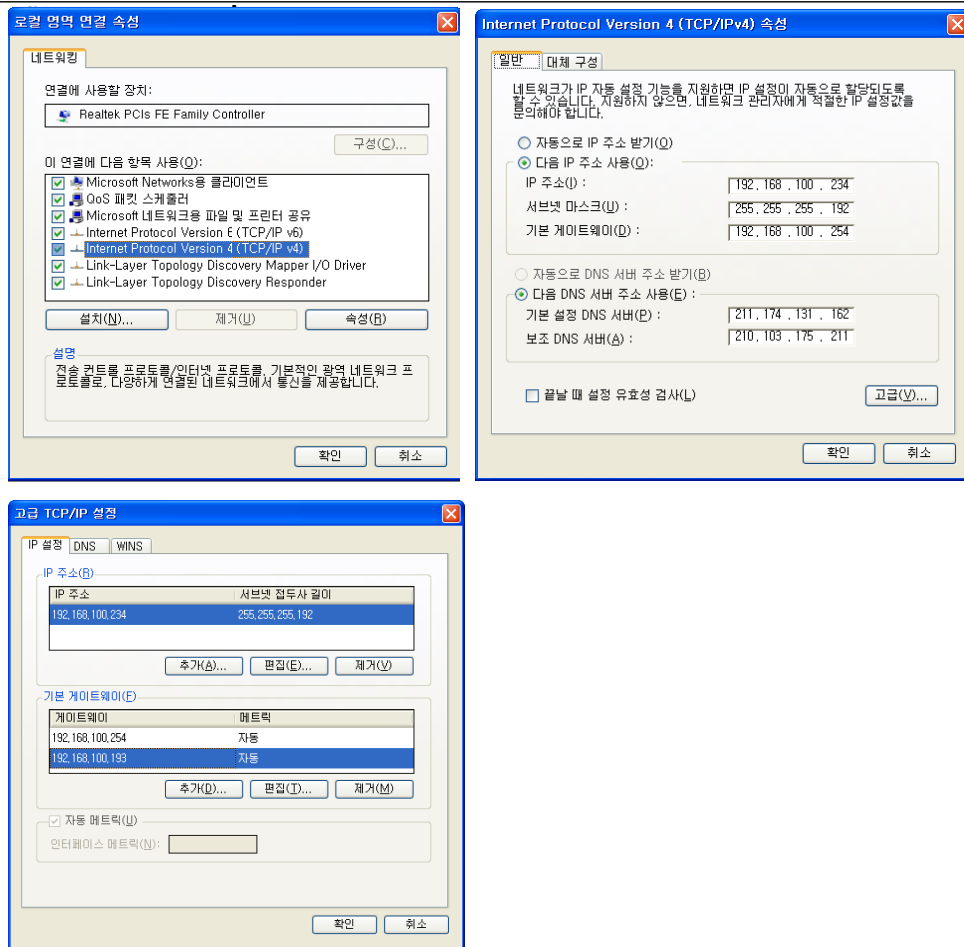 로컬 영역 연결 속성
네트워킹
연결에 사용할 장치:
Realtek PCIs FE Family Controller
구성(C)...
이 연결에 다음 항목 사용(O):
Microsoft Networks용 클라이언트
QoS 패킷 스케줄러
Microsoft 네트워크용 파일 및 프린터 공유
Internet Protocol Version 6 (TCP/IP v6)
Internet Protocol Version 4 (TCP/IP v4)
Link-Layer Topology Discovery Mapper I/O Driver
Link-Layer Topology Discovery Responder
설치(N)...
제거(U)
속성(R)
설명
전송 컨트롤 프로토콜/인터넷 프로토콜, 기본적인 광역 네트워크 프
로토콜로, 다양하게 연결된 네트워크에서 통신을 제공합니다.
확인
취소
Internet Protocol Version 4 (TCP/IPv4) 속성
일반
대체 구성
네트워크가 IP 자동 설정 기능을 지원하면 IP 설정이 자동으로 할당되도록
할 수 있습니다. 지원하지 않으면, 네트워크 관리자에게 적절한 IP 설정값을
문의해야 합니다.
자동으로 IP 주소 받기(O)
다음 IP 주소 사용(O):
IP 주소(I) : 192, 168 , 100 , 234
서브넷 마스크(U) : 255, 255 , 255 , 192
기본 게이트웨이(D) : 192, 168 , 100 , 254
자동으로 DNS 서버 주소 받기(B)
다음 DNS 서버 주소 사용(E) :
기본 설정 DNS 서버(P) : 211, 174 , 131 , 162
보조 DNS 서버(A) : 210, 103 , 175 , 211
끝날 때 설정 유효성 검사(L)
고급(V)...
확인
취소
고급 TCP/IP 설정
IP 설정
DNS
WINS
IP 주소(R)
IP 주소 서브넷 접두사 길이
192,168,100,234 255,255,255,192
추가(A)...
편집(E)...
제거(V)
기본 게이트웨이(F)
게이트웨이 메트릭
192,168,100,254 자동
192,168,100,193 자동
추가(D)...
편집(T)...
제거(M)
자동 메트릭(U)
인터페이스 메트릭(N):
확인
취소